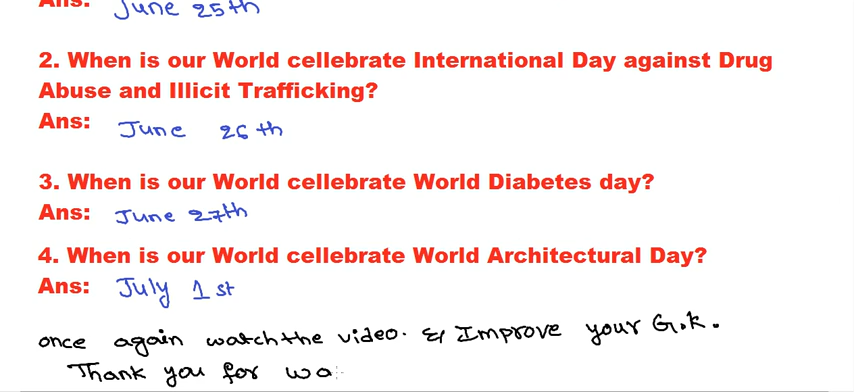 Ans: June 25th
2. When is our World cellebrate International Day against Drug
Abuse and Illicit Trafficking?
Ans: June 26th
3. When is our World cellebrate World Diabetes day?
Ans: June 27th
4. When is our World cellebrate World Architectural Day?
Ans: July 1st
once again watch the video. & Improve your G.K.
Thank you for wa